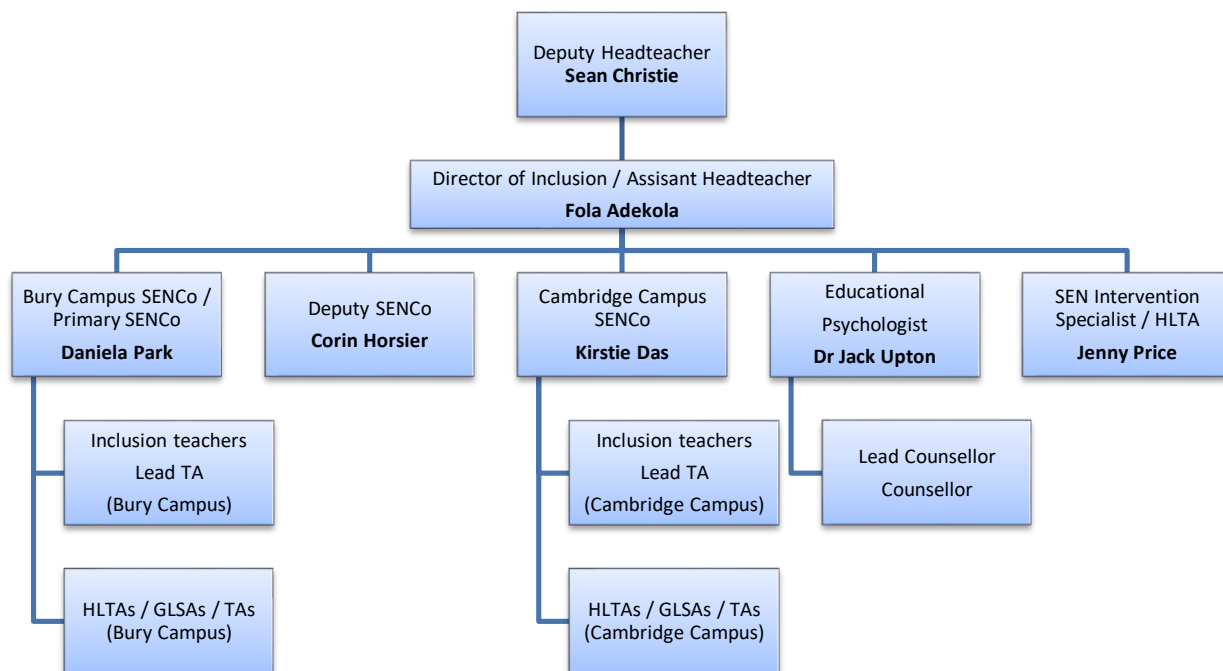 Deputy Headteacher
Sean Christie
Director of Inclusion / Assisant Headteacher
Fola Adekola
Bury Campus SENCo /
Primary SENCo
Daniela Park
Deputy SENCo
Corin Horsier
Cambridge Campus
SENCo
Kirstie Das
Educational
Psychologist
Dr Jack Upton
SEN Intervention
Specialist / HLTA
Jenny Price
Inclusion teachers
Lead TA
(Bury Campus)
Inclusion teachers
Lead TA
(Cambridge Campus)
Lead Counsellor
Counsellor
HLTAs / GLSAs / TAs
(Bury Campus)
HLTAs / GLSAs / TAs
(Cambridge Campus)